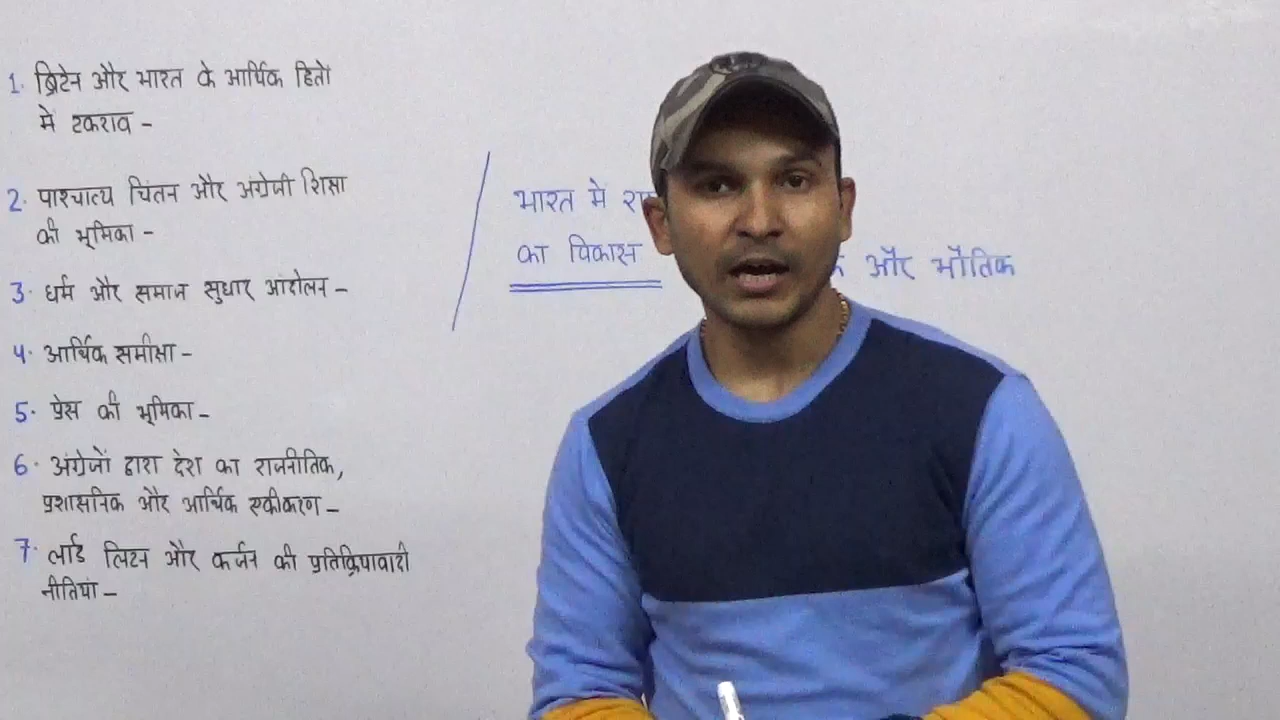 1. ब्रिटेन और भारत के आर्थिक हितों
में टकराव -
2. पाश्चात्य चिंतन और अंग्रेजी शिक्षा
की भूमिका -
3. धर्म और समाज सुधार आंदोलन -
4. आर्थिक समीक्षा -
5. प्रेस की भूमिका -
6. अंग्रेजों द्वारा देश का राजनीतिक,
प्रशासनिक और आर्थिक एकीकरण -
7. लार्ड लिटन और कर्जन की प्रतिक्रियावादी
नीतियां -
भारत में
का विकास
और भौतिक